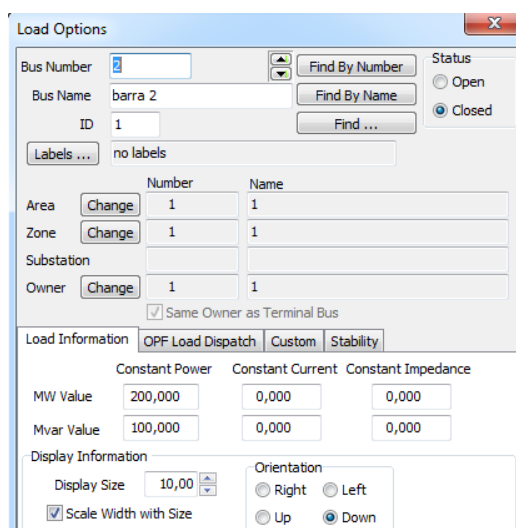 Load Options
Bus Number 2 Find By Number
Bus Name barra 2 Find By Name
ID 1 Find ...
Status
Open
Closed
Labels ... no labels
Number Name
Area Change 1 1
Zone Change 1 1
Substation
Owner Change 1 1
Same Owner as Terminal Bus
Load Information OPF Load Dispatch Custom Stability
Constant Power Constant Current Constant Impedance
MW Value 200,000 0,000 0,000
Mvar Value 100,000 0,000 0,000
Display Information
Display Size 10,00
Scale Width with Size
Orientation
Right Left
Up Down